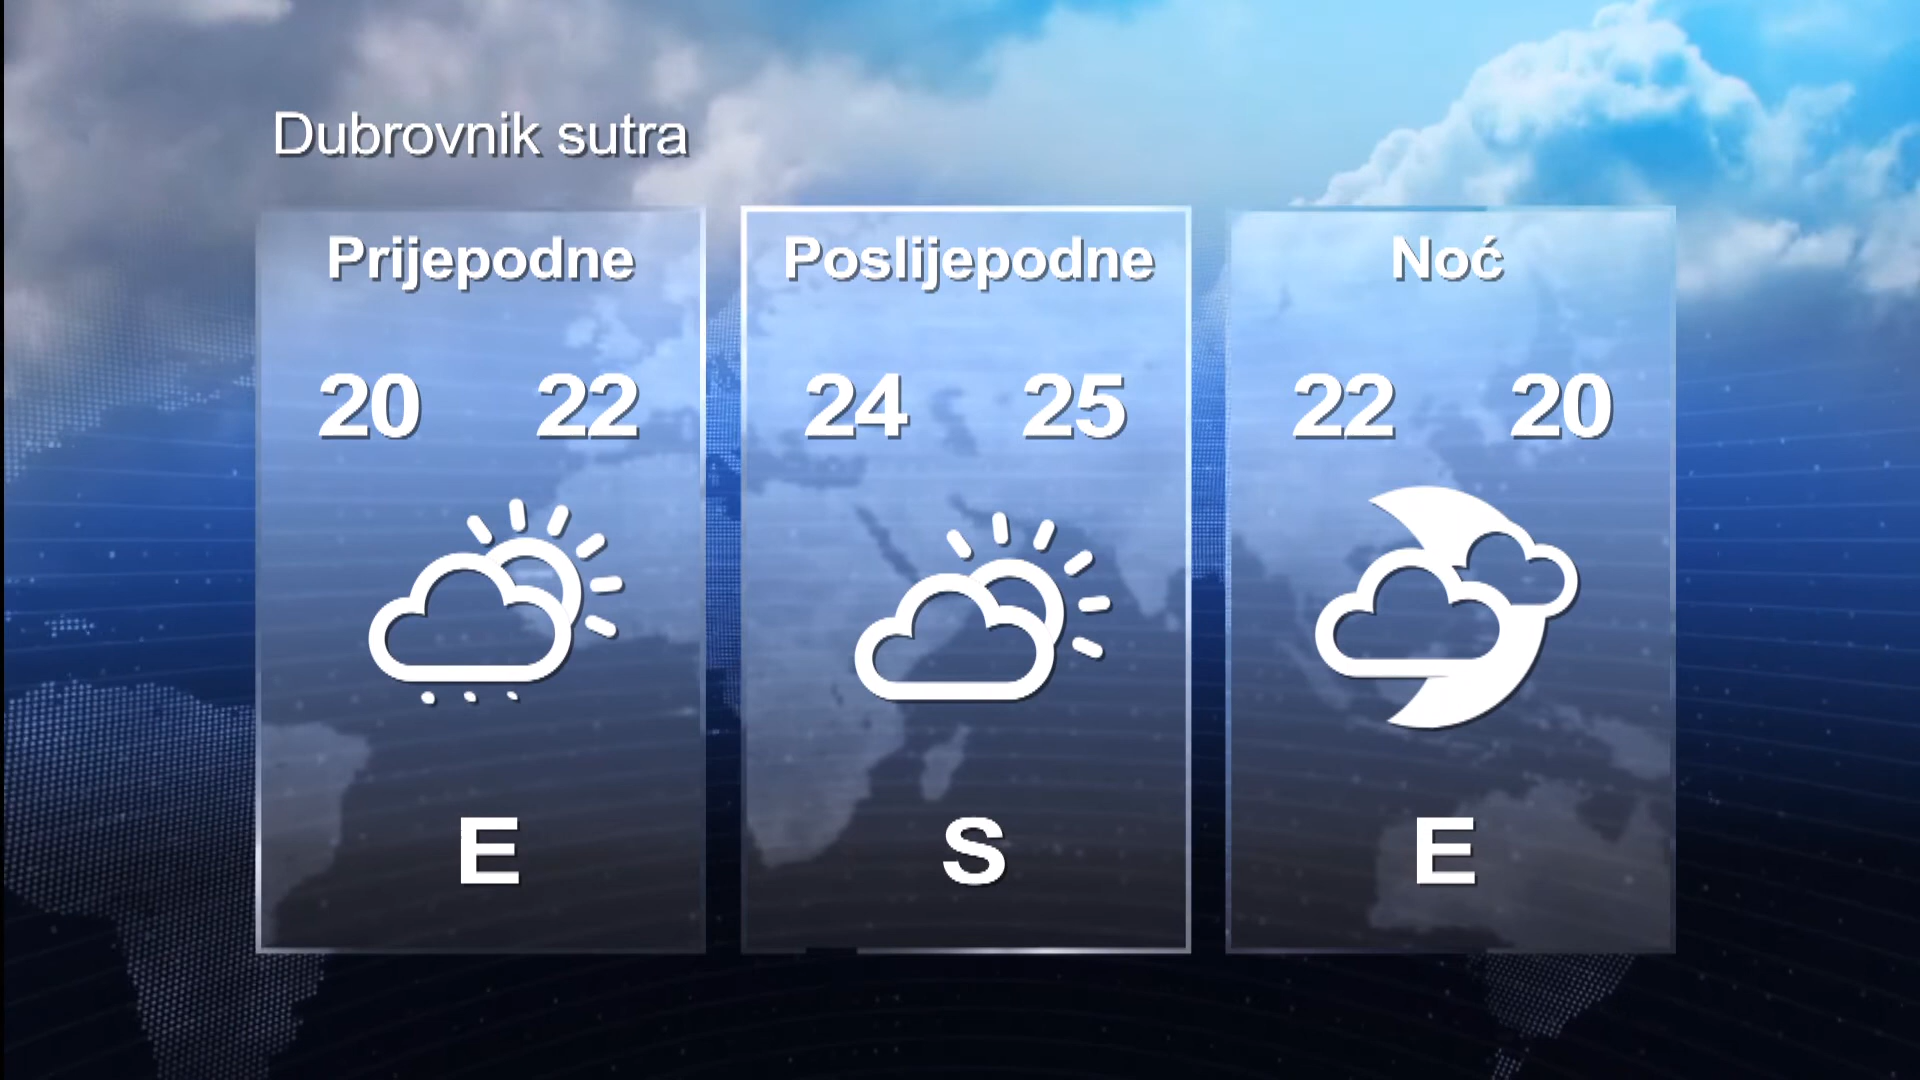 Dubrovnik sutra
Prijepodne
20 22
E
Poslijepodne
24 25
S
Noć
22 20
E